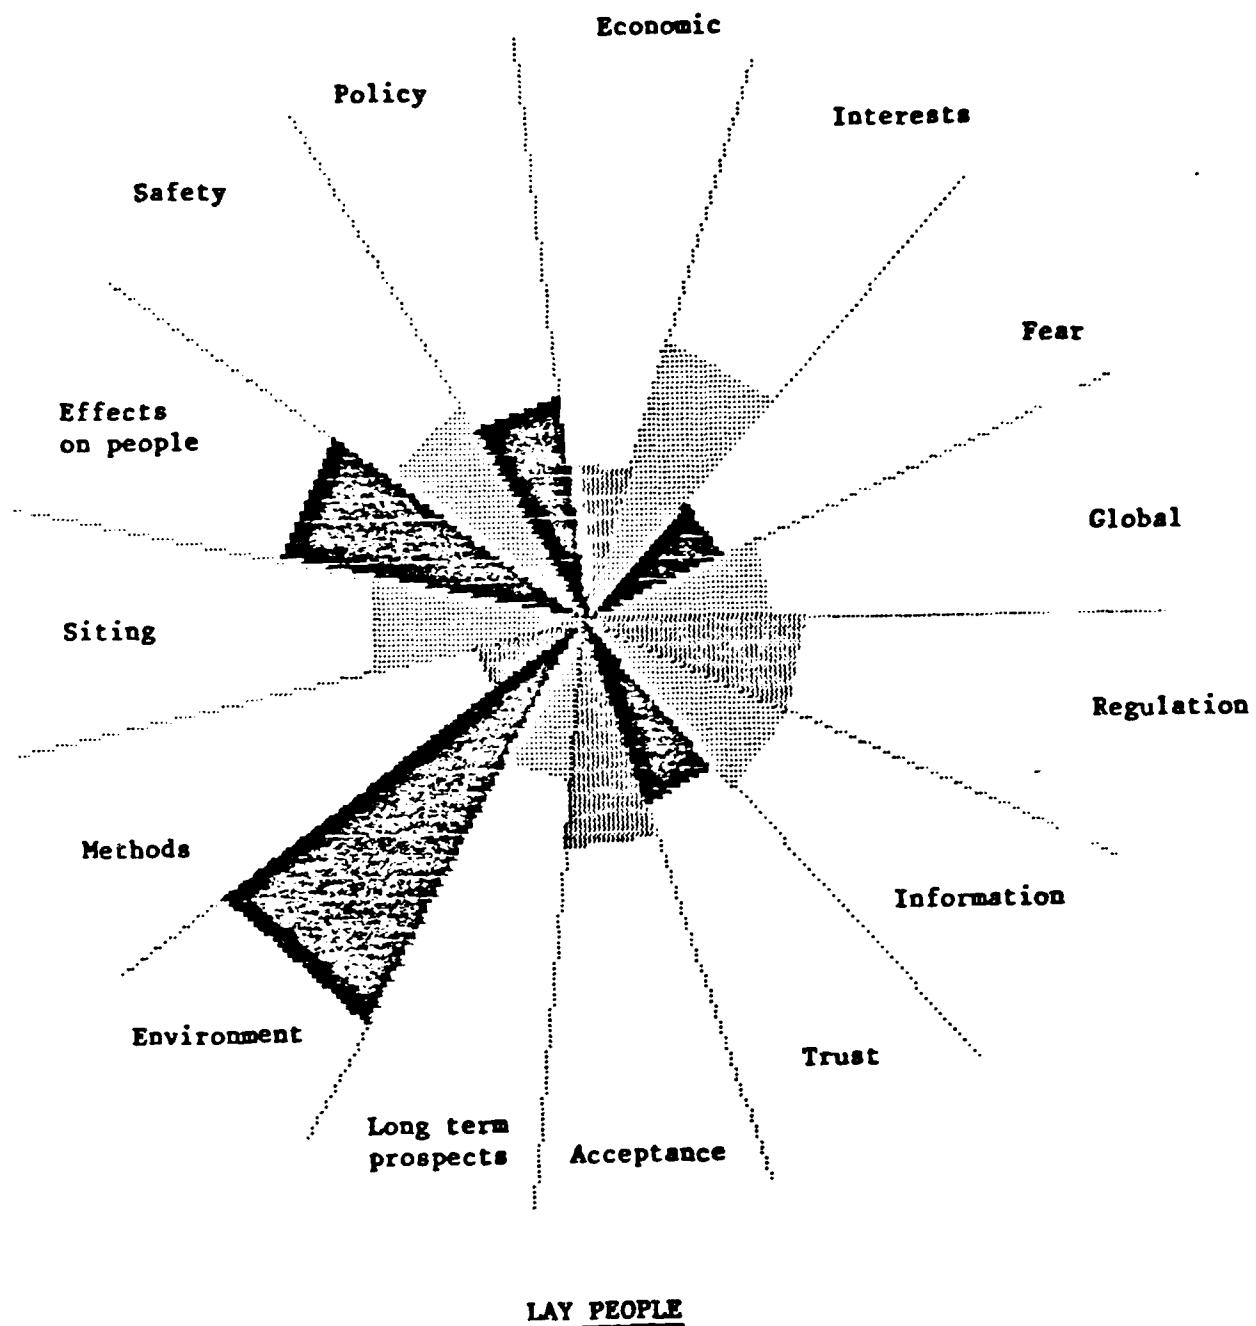 Economic
Policy
Interests
Safety
Fear
Effects
on people
Global
Siting
Regulation
Methods
Information
Environment
Trust
Long term
prospects
Acceptance
LAY PEOPLE